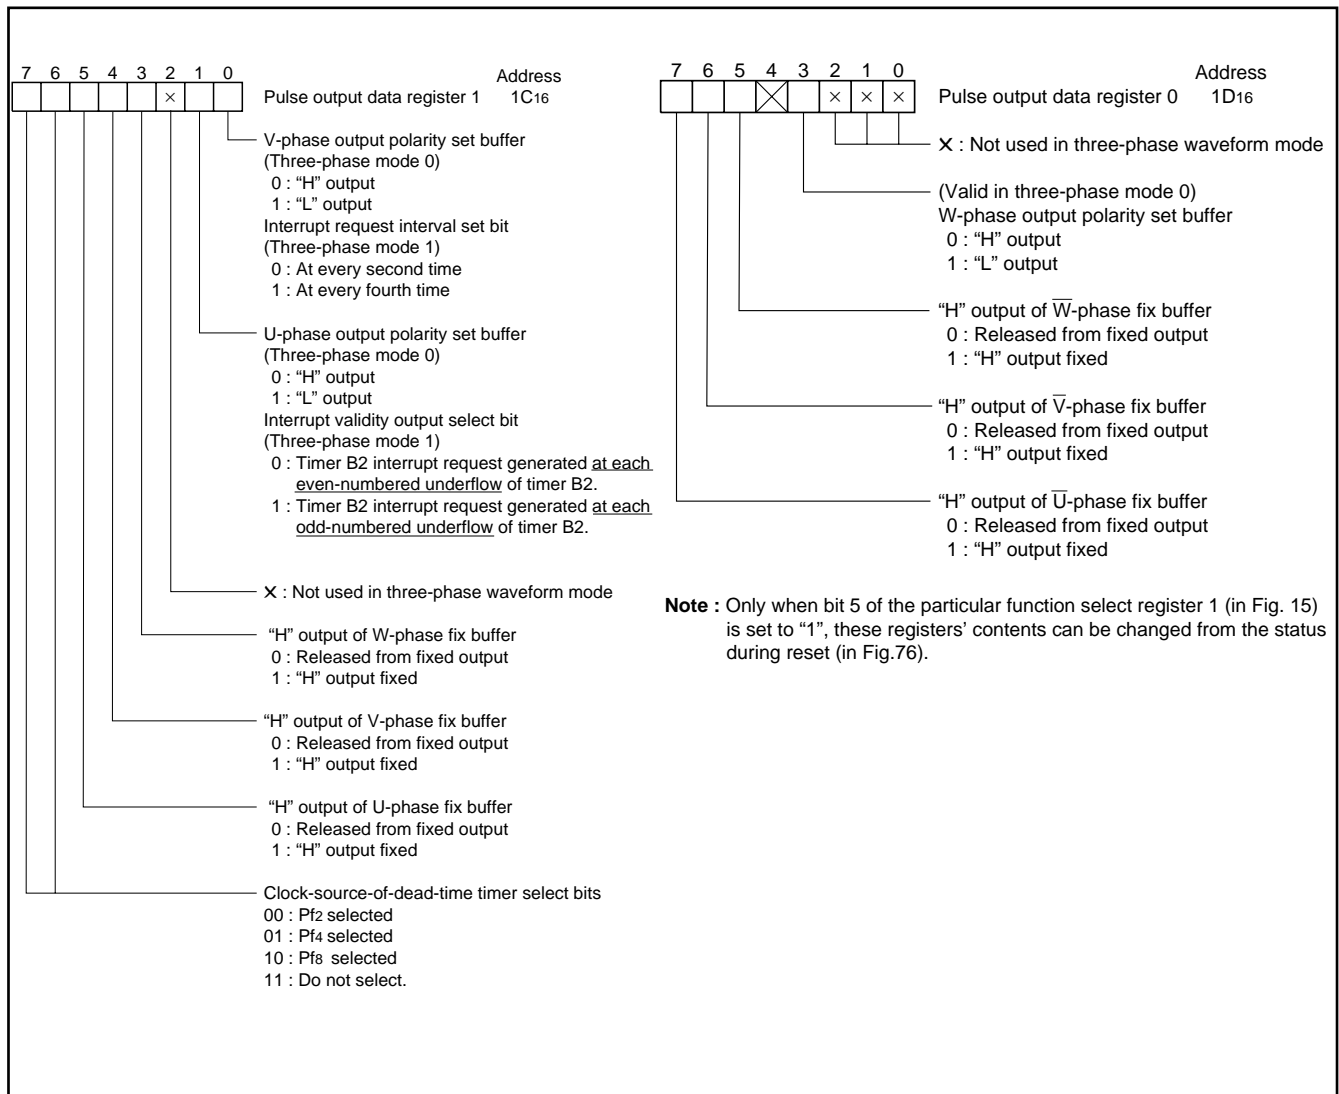 7 6 5 4 3 2 1 0
Address
× Pulse output data register 1 1C16
V-phase output polarity set buffer
(Three-phase mode 0)
0 : “H” output
1 : “L” output
Interrupt request interval set bit
(Three-phase mode 1)
0 : At every second time
1 : At every fourth time
U-phase output polarity set buffer
(Three-phase mode 0)
0 : “H” output
1 : “L” output
Interrupt validity output select bit
(Three-phase mode 1)
0 : Timer B2 interrupt request generated at each
even-numbered underflow of timer B2.
1 : Timer B2 interrupt request generated at each
odd-numbered underflow of timer B2.
× : Not used in three-phase waveform mode
“H” output of W-phase fix buffer
0 : Released from fixed output
1 : “H” output fixed
“H” output of V-phase fix buffer
0 : Released from fixed output
1 : “H” output fixed
“H” output of U-phase fix buffer
0 : Released from fixed output
1 : “H” output fixed
Clock-source-of-dead-time timer select bits
00 : Pf2 selected
01 : Pf4 selected
10 : Pf8 selected
11 : Do not select.
7 6 5 4 3 2 1 0
Address
× × × Pulse output data register 0 1D16
× : Not used in three-phase waveform mode
(Valid in three-phase mode 0)
W-phase output polarity set buffer
0 : “H” output
1 : “L” output
“H” output of W̅-phase fix buffer
0 : Released from fixed output
1 : “H” output fixed
“H” output of V̅-phase fix buffer
0 : Released from fixed output
1 : “H” output fixed
“H” output of U̅-phase fix buffer
0 : Released from fixed output
1 : “H” output fixed
Note : Only when bit 5 of the particular function select register 1 (in Fig. 15)
is set to “1”, these registers’ contents can be changed from the status
during reset (in Fig.76).